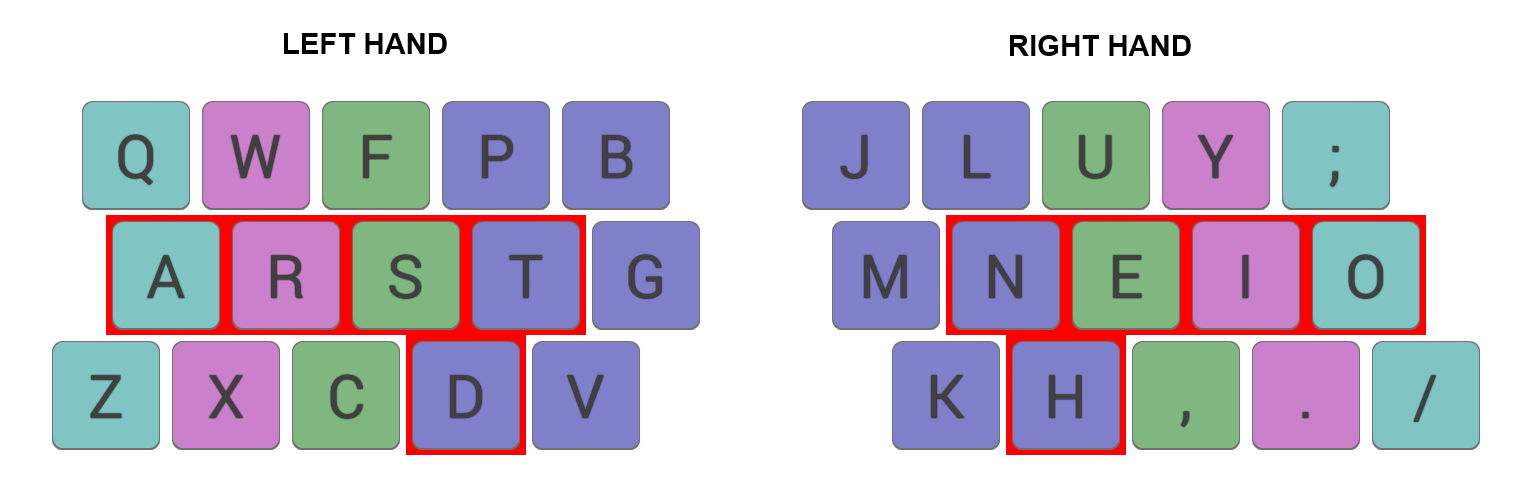 LEFT HAND RIGHT HAND
Q W F P B J L U Y ;
A R S T G M N E I O
Z X C D V K H , . /